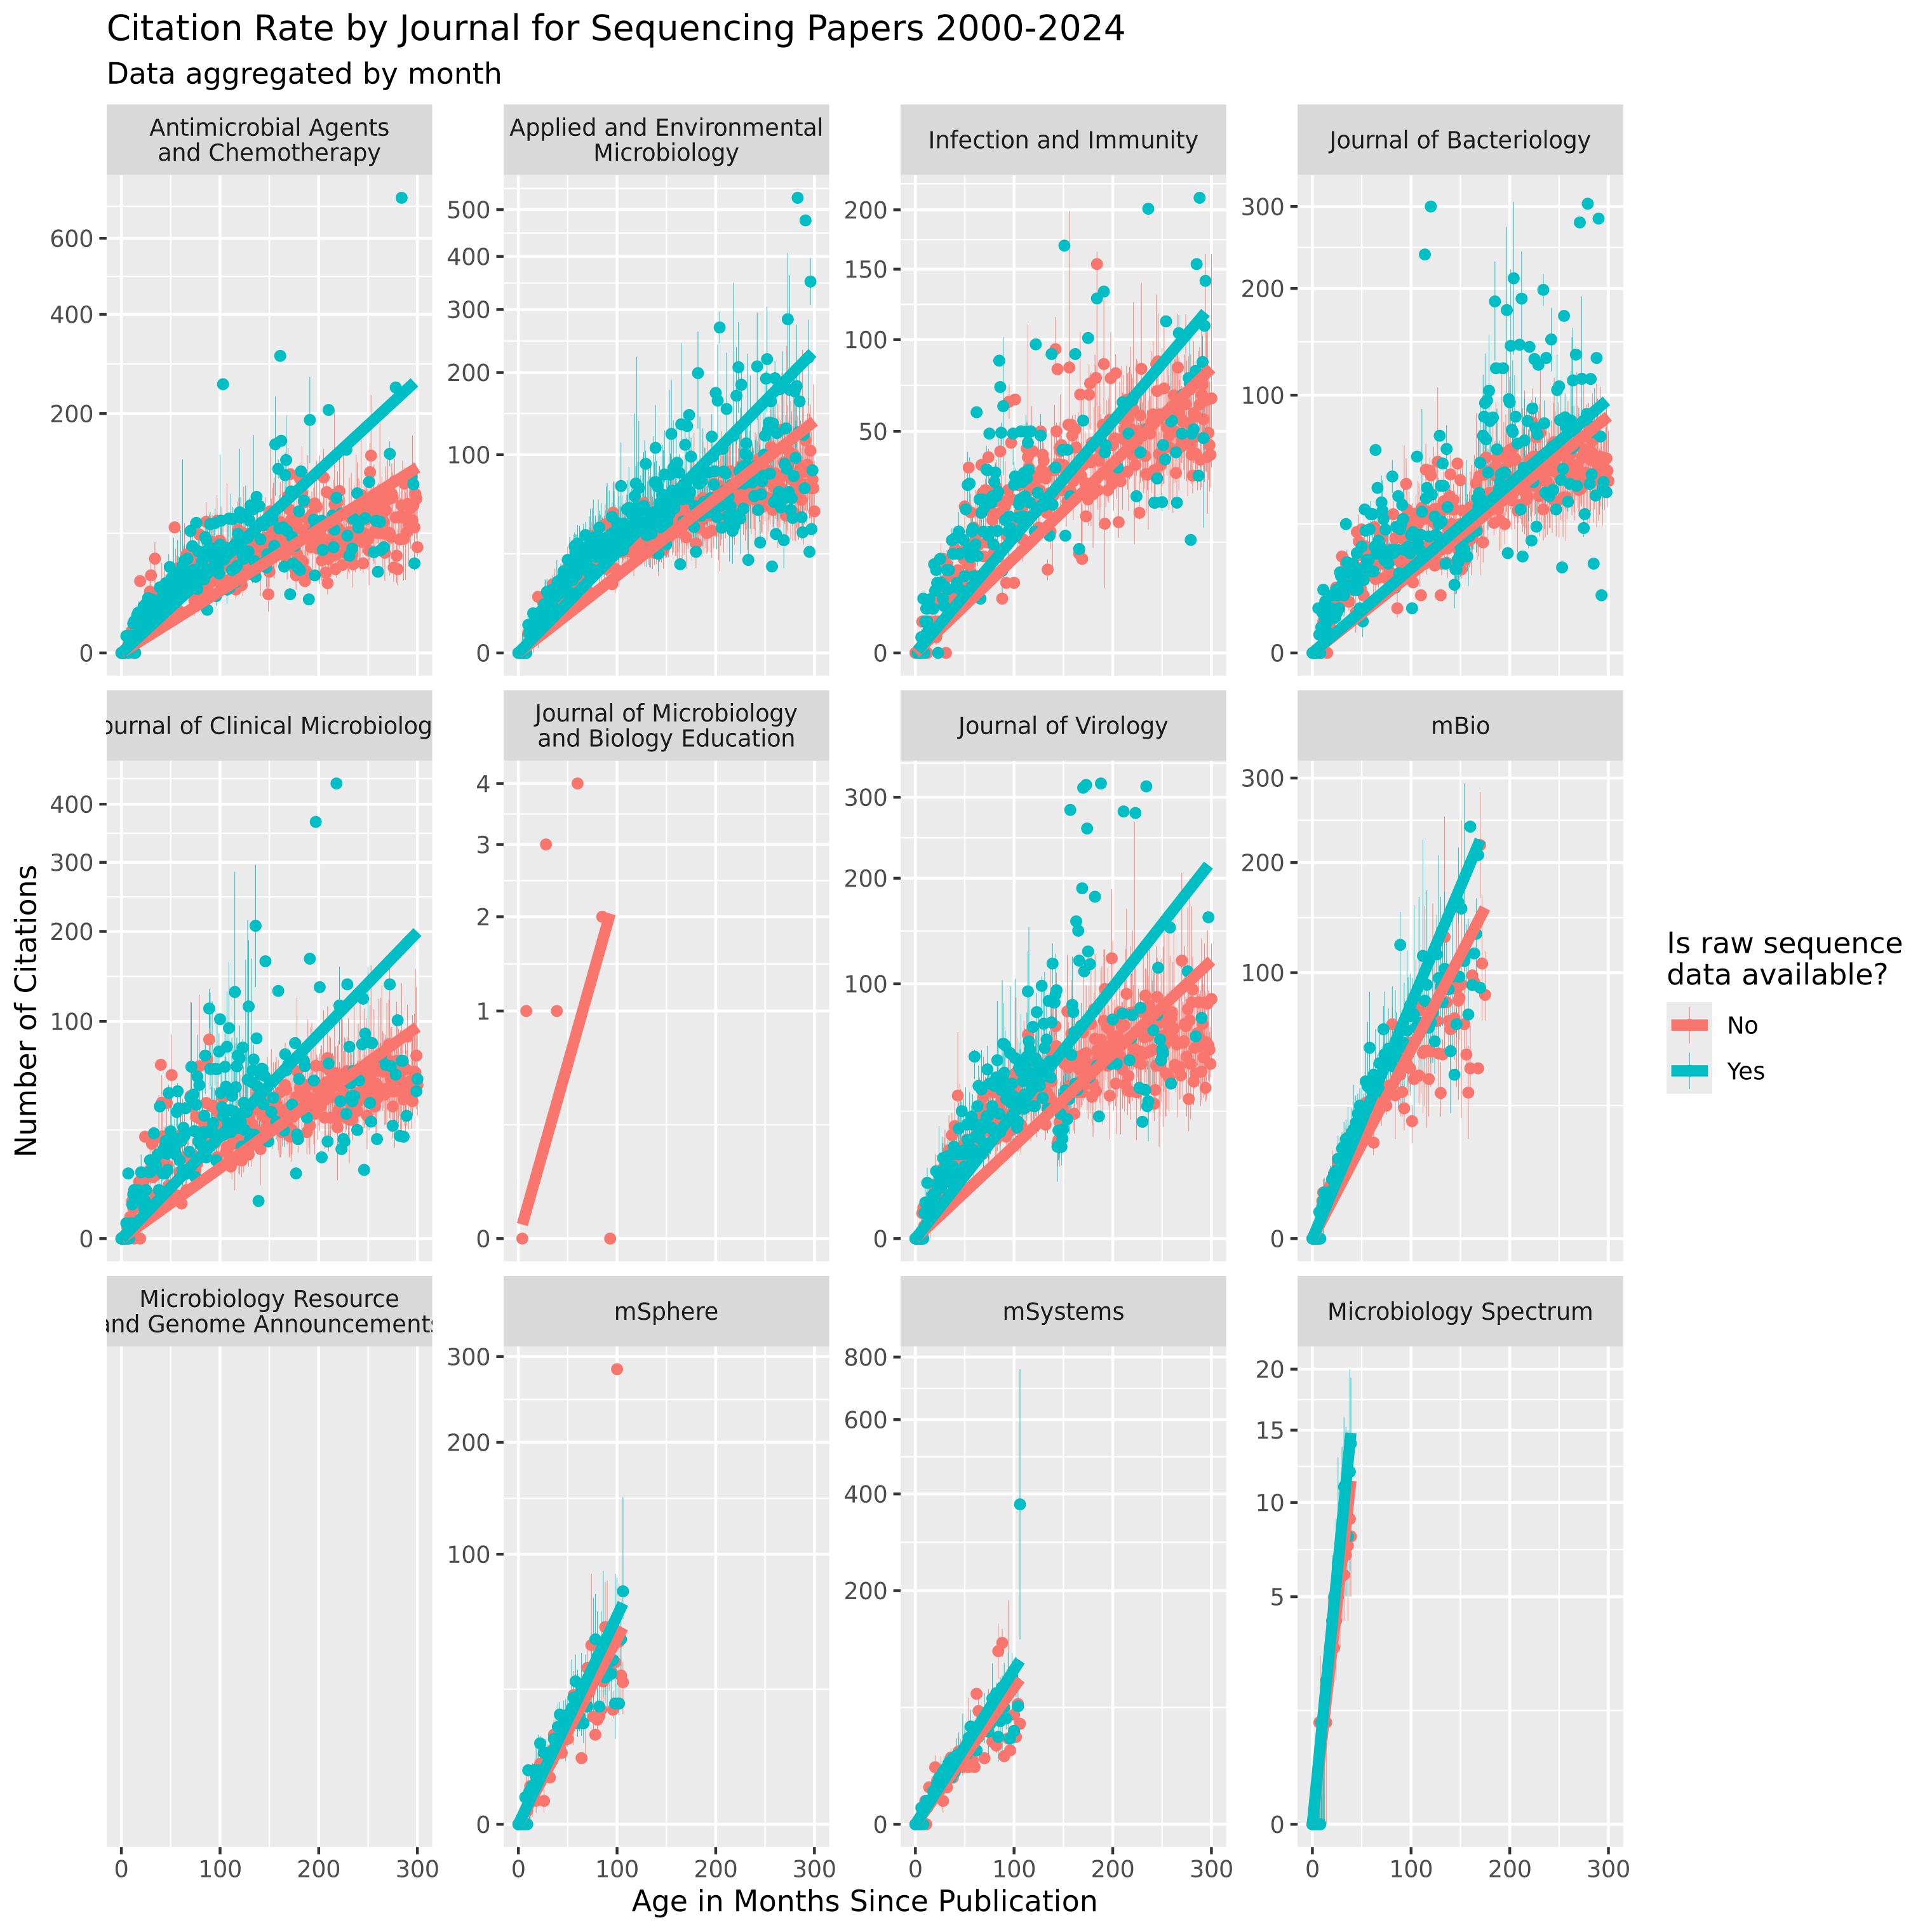 Citation Rate by Journal for Sequencing Papers 2000-2024
Data aggregated by month
Antimicrobial Agents
and Chemotherapy
Applied and Environmental
Microbiology
Infection and Immunity
Journal of Bacteriology
600
400
200
0
500
400
300
200
100
0
200
150
100
50
0
300
200
100
0
ournal of Clinical Microbiolog
Journal of Microbiology
and Biology Education
Journal of Virology
mBio
400
300
200
100
0
4
3
2
1
0
300
200
100
0
300
200
100
0
Microbiology Resource
and Genome Announcements
mSphere
mSystems
Microbiology Spectrum
300
200
100
0
800
600
400
200
0
20
15
10
5
0
0 100 200 300
0 100 200 300
0 100 200 300
0 100 200 300
Age in Months Since Publication
Number of Citations
Is raw sequence
data available?
No
Yes